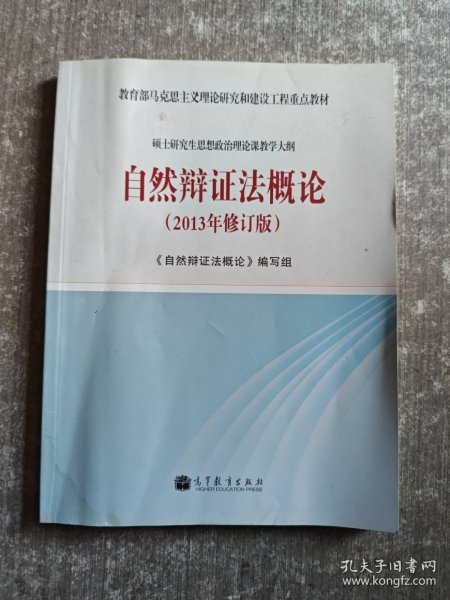 教育部马克思主义理论研究和建设工程重点教材
硕士研究生思想政治理论课教学大纲
自然辩证法概论
(2013年修订版)
《自然辩证法概论》编写组
高等教育出版社
HIGHER EDUCATION PRESS
孔夫子旧书网
www.kongfz.com